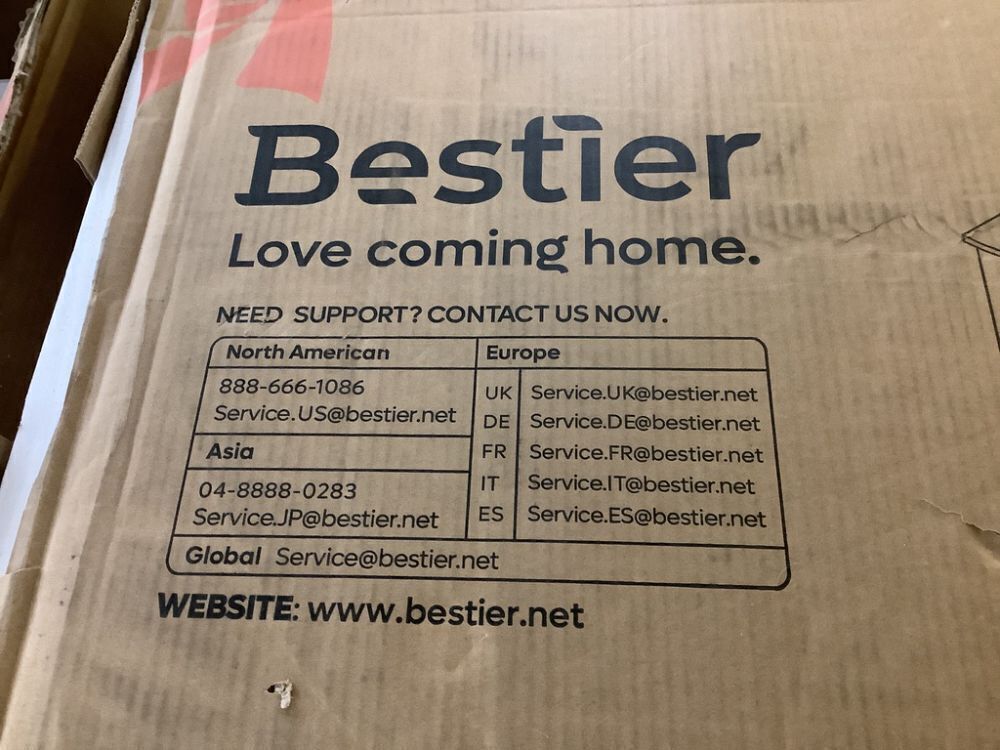 Bestier
Love coming home.
NEED SUPPORT? CONTACT US NOW.
North American
888-666-1086
Service.US@bestier.net
Asia
04-8888-0283
Service.JP@bestier.net
Europe
UK Service.UK@bestier.net
DE Service.DE@bestier.net
FR Service.FR@bestier.net
IT Service.IT@bestier.net
ES Service.ES@bestier.net
Global Service@bestier.net
WEBSITE: www.bestier.net